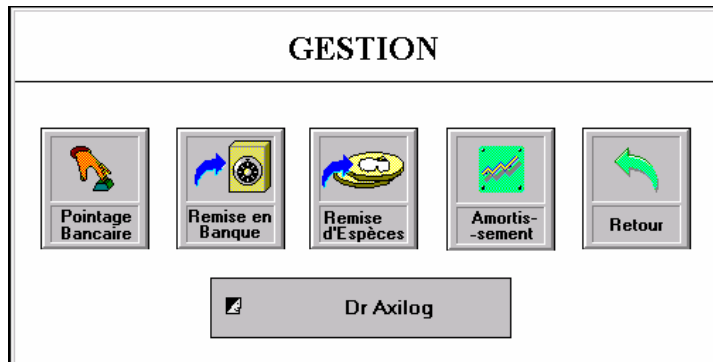 GESTION
Pointage
Bancaire
Remise en
Banque
Remise
d'Espèces
Amortis-
-sement
Retour
Dr Axilog